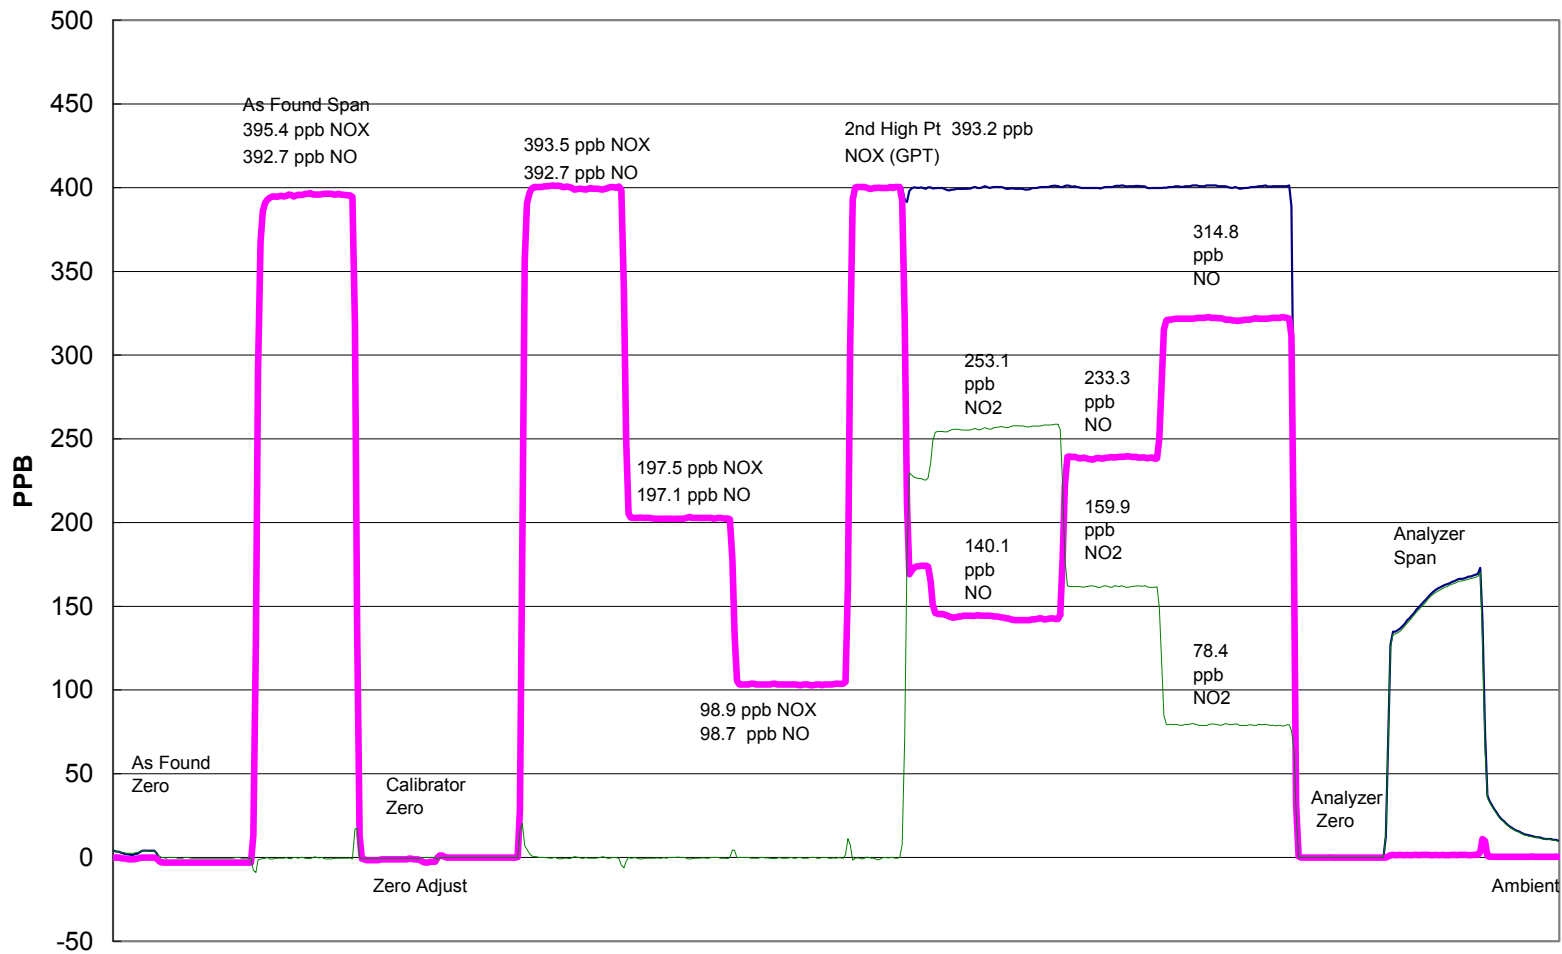 500
450
400
350
300
250
200
150
100
50
0
-50
PPB
As Found Span
395.4 ppb NOX
392.7 ppb NO
393.5 ppb NOX
392.7 ppb NO
2nd High Pt 393.2 ppb
NOX (GPT)
314.8
ppb
NO
253.1
ppb
NO2
233.3
ppb
NO
197.5 ppb NOX
197.1 ppb NO
159.9
ppb
NO2
140.1
ppb
NO
Analyzer
Span
78.4
ppb
NO2
98.9 ppb NOX
98.7 ppb NO
As Found
Zero
Calibrator
Zero
Analyzer
Zero
Zero Adjust
Ambient